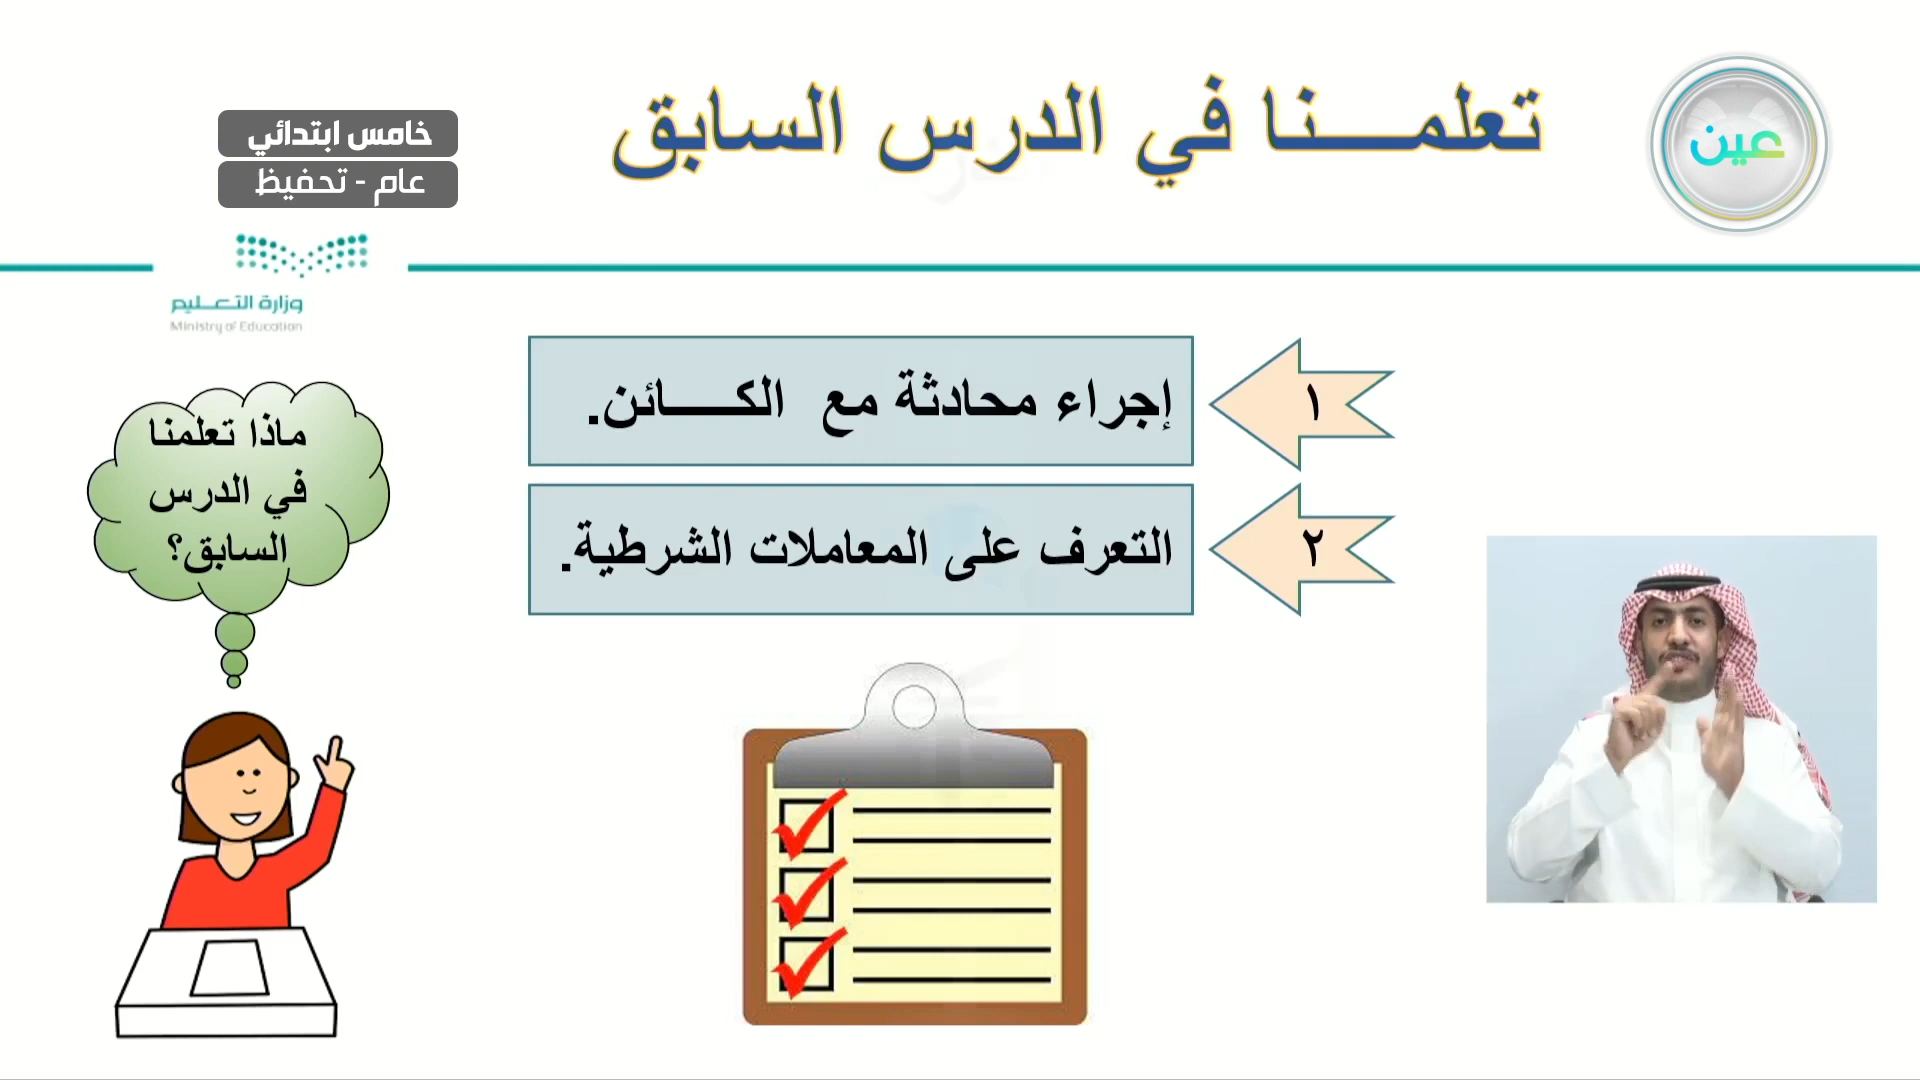 تعلمـــنا في الدرس السابق
عين
خامس ابتدائي
عام - تحفيظ
وزارة التعـليم
Ministry of Education
١
إجراء محادثة مع الكـــائن.
٢
التعرف على المعاملات الشرطية.
ماذا تعلمنا
في الدرس
السابق؟